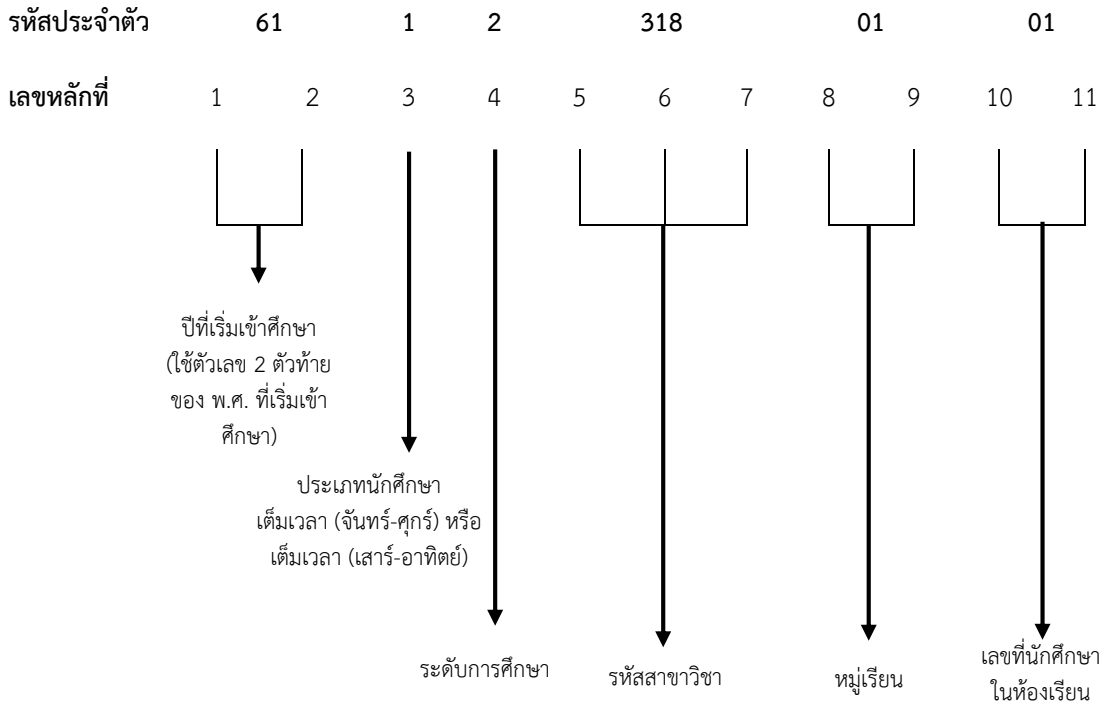 รหัสประจำตัว 61 1 2 318 01 01
เลขหลักที่ 1 2 3 4 5 6 7 8 9 10 11
ปีที่เริ่มเข้าศึกษา
(ใช้ตัวเลข 2 ตัวท้าย
ของ พ.ศ. ที่เริ่มเข้า
ศึกษา)
ประเภทนักศึกษา
เต็มเวลา (จันทร์-ศุกร์) หรือ
เต็มเวลา (เสาร์-อาทิตย์)
ระดับการศึกษา
รหัสสาขาวิชา
หมู่เรียน
เลขที่นักศึกษา
ในห้องเรียน